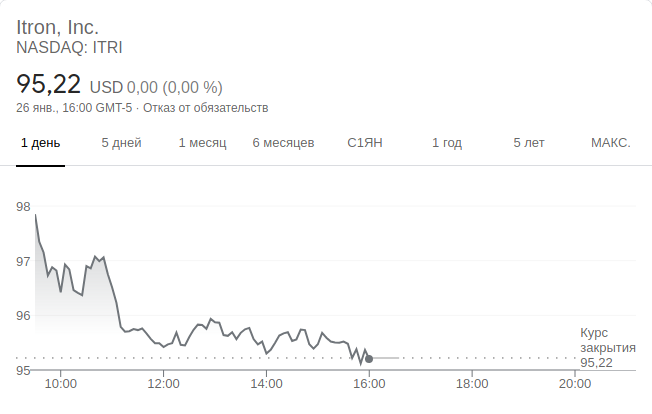 Itron, Inc.
NASDAQ: ITRI
95,22 USD 0,00 (0,00 %)
26 янв., 16:00 GMT-5 · Отказ от обязательств
1 день 5 дней 1 месяц 6 месяцев С1ЯН 1 год 5 лет МАКС.
98
97
96
95
Курс
закрытия
95,22
10:00 12:00 14:00 16:00 18:00 20:00